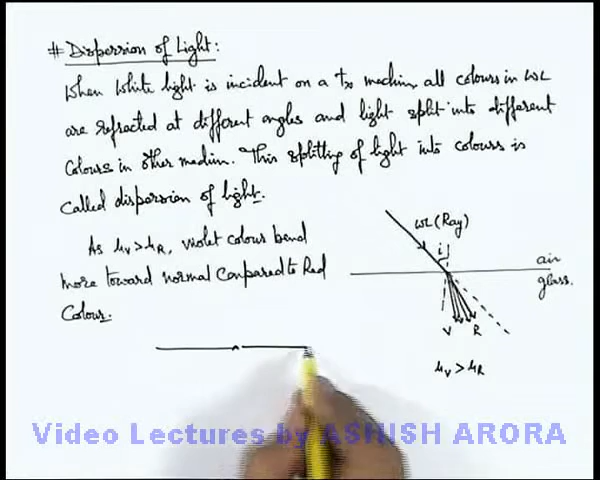 # Dispersion of Light:
When White light is incident on a txn medium, all colours in WL
are refracted at different angles and light split into different
Colours in other medium. This splitting of light into colours is
Called dispersion of light.
As μV > μR, violet colour bend
more toward normal Compared to Red
Colour.
WL (Ray)
i
air
glass.
V R
μV > μR
Video Lectures by ASHISH ARORA